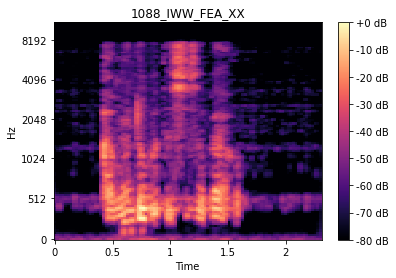 1088_IWW_FEA_XX
+0 dB
8192
-10 dB
4096
-20 dB
-30 dB
2048
Hz
-40 dB
1024
-50 dB
512
-60 dB
-70 dB
0
-80 dB
0 0.5 1 1.5 2
Time